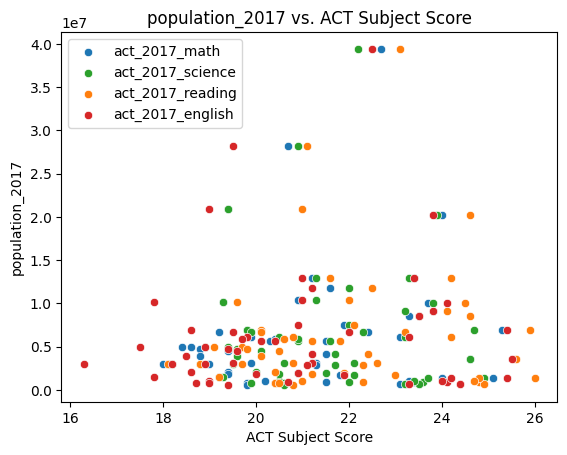 population_2017 vs. ACT Subject Score
1e7
act_2017_math
act_2017_science
act_2017_reading
act_2017_english
4.0
3.5
3.0
2.5
2.0
1.5
1.0
0.5
0.0
population_2017
16 18 20 22 24 26
ACT Subject Score